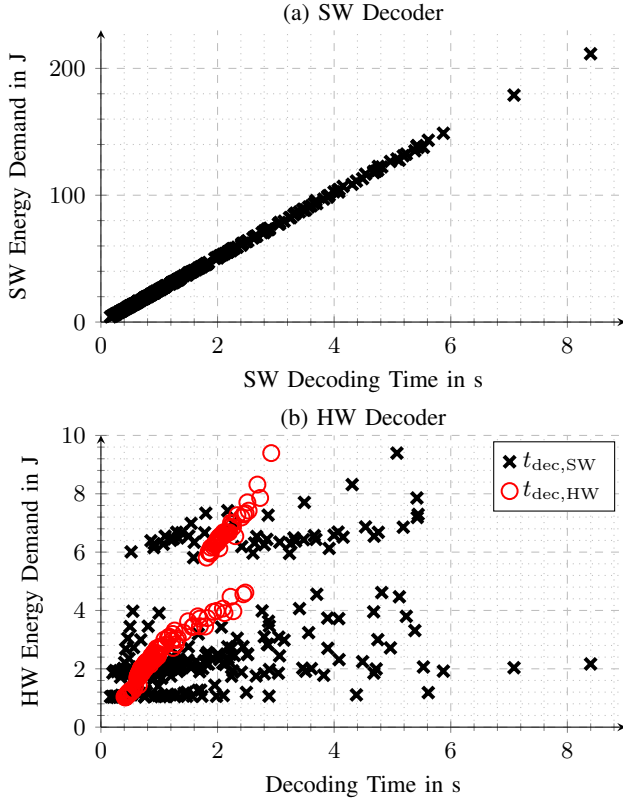 (a) SW Decoder
200
100
0
SW Energy Demand in J
0 2 4 6 8
SW Decoding Time in s
(b) HW Decoder
10
8
6
4
2
0
HW Energy Demand in J
t_dec,SW
t_dec,HW
0 2 4 6 8
Decoding Time in s